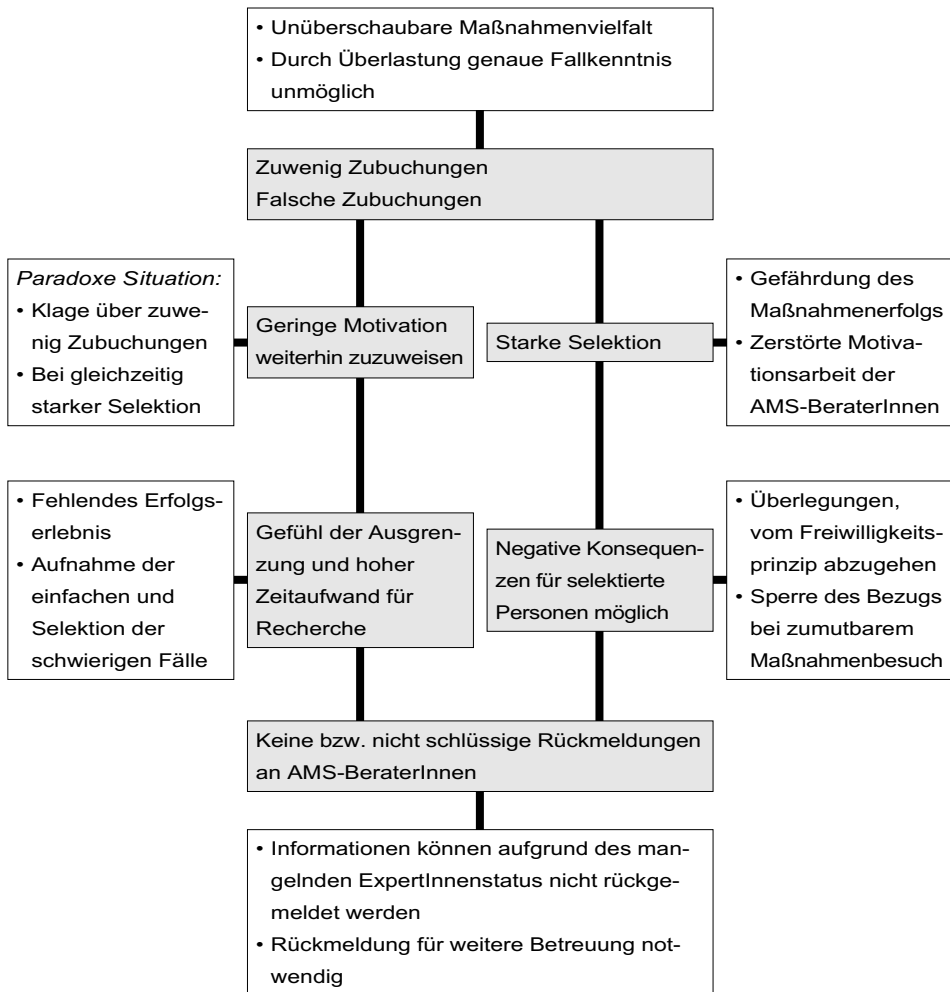 • Unüberschaubare Maßnahmenvielfalt
• Durch Überlastung genaue Fallkenntnis
unmöglich
Zuwenig Zubuchungen
Falsche Zubuchungen
Paradoxe Situation:
• Klage über zuwe-
nig Zubuchungen
• Bei gleichzeitig
starker Selektion
Geringe Motivation
weiterhin zuzuweisen
Starke Selektion
• Gefährdung des
Maßnahmenerfolgs
• Zerstörte Motiva-
tionsarbeit der
AMS-BeraterInnen
• Fehlendes Erfolgs-
erlebnis
• Aufnahme der
einfachen und
Selektion der
schwierigen Fälle
Gefühl der Ausgren-
zung und hoher
Zeitaufwand für
Recherche
Negative Konsequen-
zen für selektierte
Personen möglich
• Überlegungen,
vom Freiwilligkeits-
prinzip abzugehen
• Sperre des Bezugs
bei zumutbarem
Maßnahmenbesuch
Keine bzw. nicht schlüssige Rückmeldungen
an AMS-BeraterInnen
• Informationen können aufgrund des man-
gelnden ExpertInnenstatus nicht rückge-
meldet werden
• Rückmeldung für weitere Betreuung not-
wendig